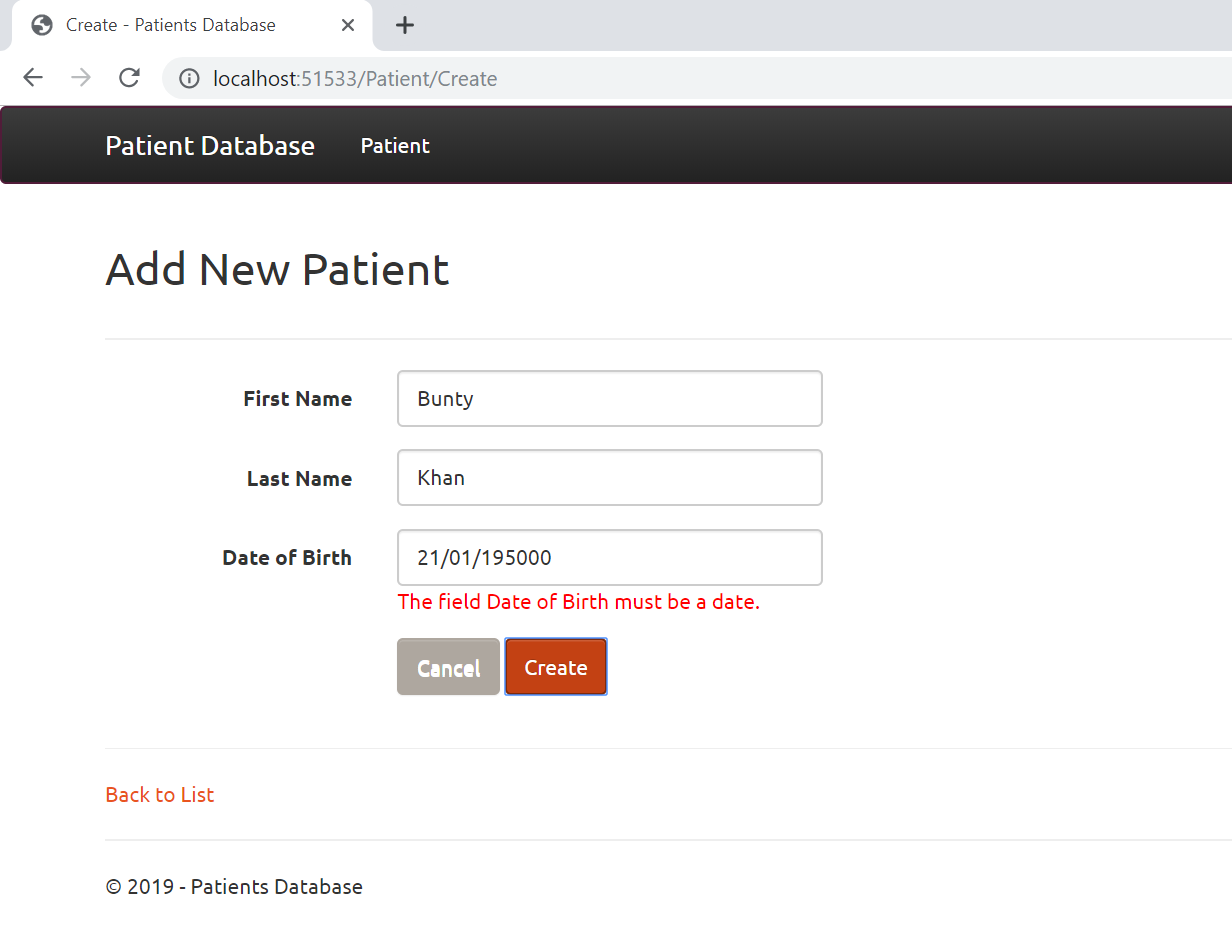 Create - Patients Database
localhost:51533/Patient/Create
Patient Database Patient
Add New Patient
First Name Bunty
Last Name Khan
Date of Birth 21/01/195000
The field Date of Birth must be a date.
Cancel Create
Back to List
© 2019 - Patients Database